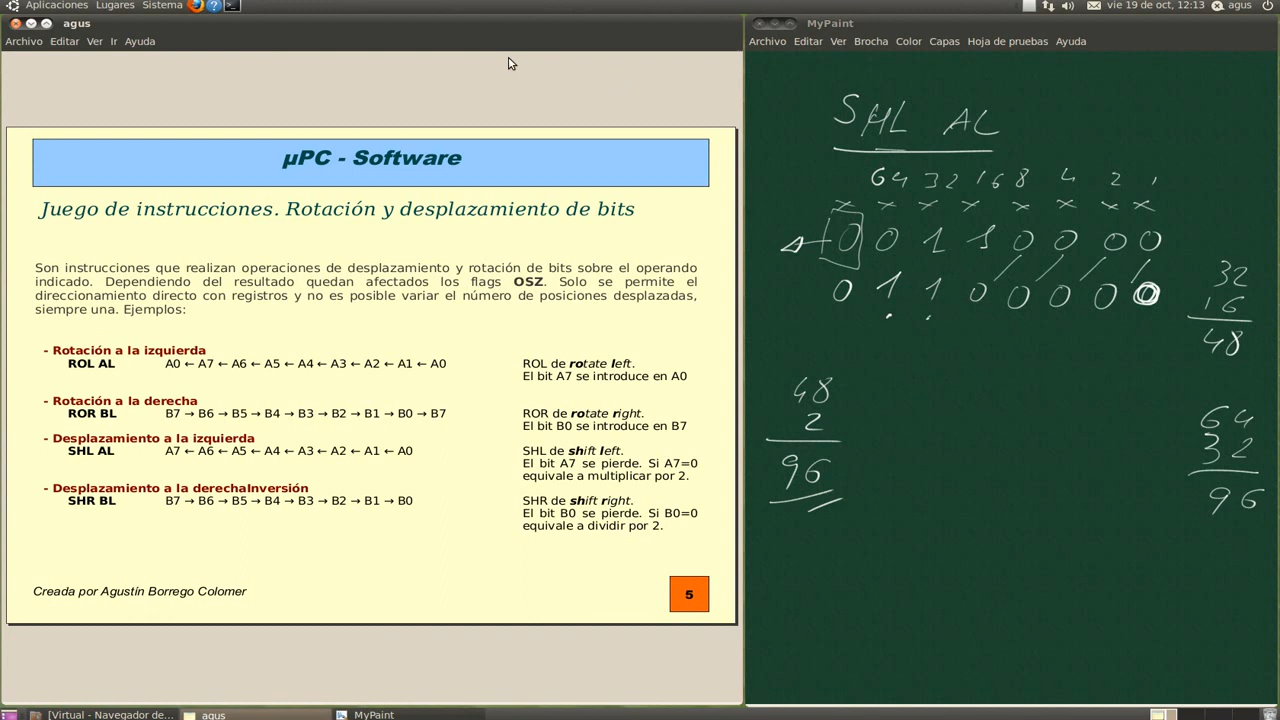 Aplicaciones Lugares Sistema
vie 19 de oct, 12:13 agus
agus
Archivo Editar Ver Ir Ayuda
µPC - Software
Juego de instrucciones. Rotación y desplazamiento de bits
Son instrucciones que realizan operaciones de desplazamiento y rotación de bits sobre el operando
indicado. Dependiendo del resultado quedan afectados los flags OSZ. Solo se permite el
direccionamiento directo con registros y no es posible variar el número de posiciones desplazadas,
siempre una. Ejemplos:
- Rotación a la izquierda
ROL AL A0 ← A7 ← A6 ← A5 ← A4 ← A3 ← A2 ← A1 ← A0 ROL de rotate left.
El bit A7 se introduce en A0
- Rotación a la derecha
ROR BL B7 → B6 → B5 → B4 → B3 → B2 → B1 → B0 → B7 ROR de rotate right.
El bit B0 se introduce en B7
- Desplazamiento a la izquierda
SHL AL A7 ← A6 ← A5 ← A4 ← A3 ← A2 ← A1 ← A0 SHL de shift left.
El bit A7 se pierde. Si A7=0
equivale a multiplicar por 2.
- Desplazamiento a la derechaInversión
SHR BL B7 → B6 → B5 → B4 → B3 → B2 → B1 → B0 SHR de shift right.
El bit B0 se pierde. Si B0=0
equivale a dividir por 2.
Creada por Agustín Borrego Colomer
5
MyPaint
Archivo Editar Ver Brocha Color Capas Hoja de pruebas Ayuda
SHL AL
64 32 16 8 4 2 1
x x x x x x x
0 0 1 1 0 0 0 0
0 1 1 0 0 0 0 0
32
16
48
48
2
96
64
32
96
[Virtual - Navegador de...
agus
MyPaint